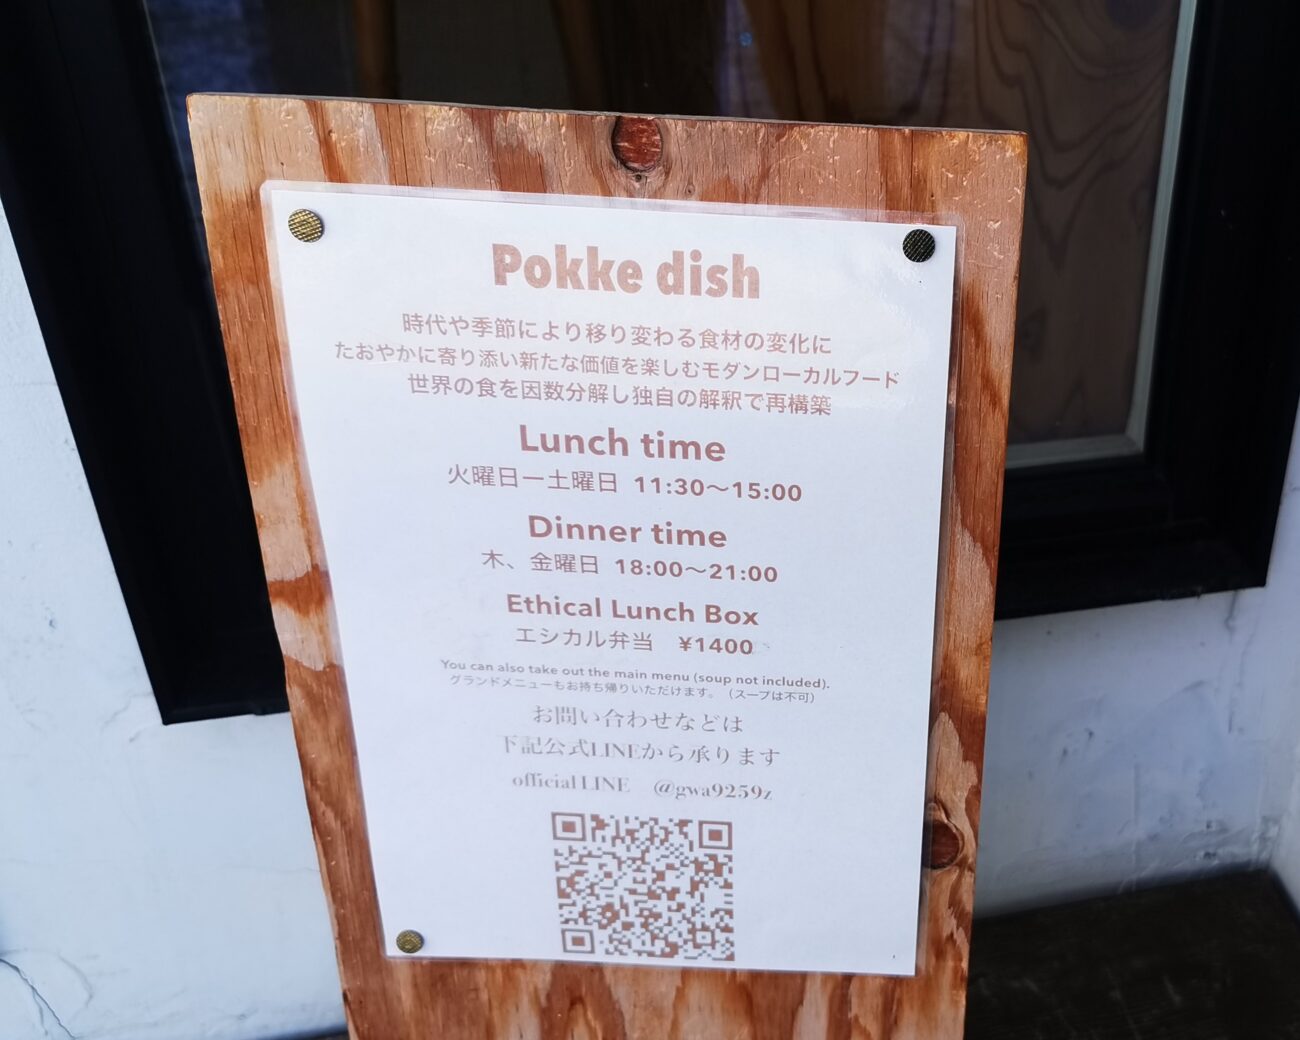 Pokke dish
時代や季節により移り変わる食材の変化に
たおやかに寄り添い新たな価値を楽しむモダンローカルフード
世界の食を因数分解し独自の解釈で再構築
Lunch time
火曜日ー土曜日 11:30〜15:00
Dinner time
木、金曜日 18:00〜21:00
Ethical Lunch Box
エシカル弁当 ¥1400
You can also take out the main menu (soup not included).
グランドメニューもお持ち帰りいただけます。（スープは不可）
お問い合わせなどは
下記公式LINEから承ります
official LINE @gwa9259z